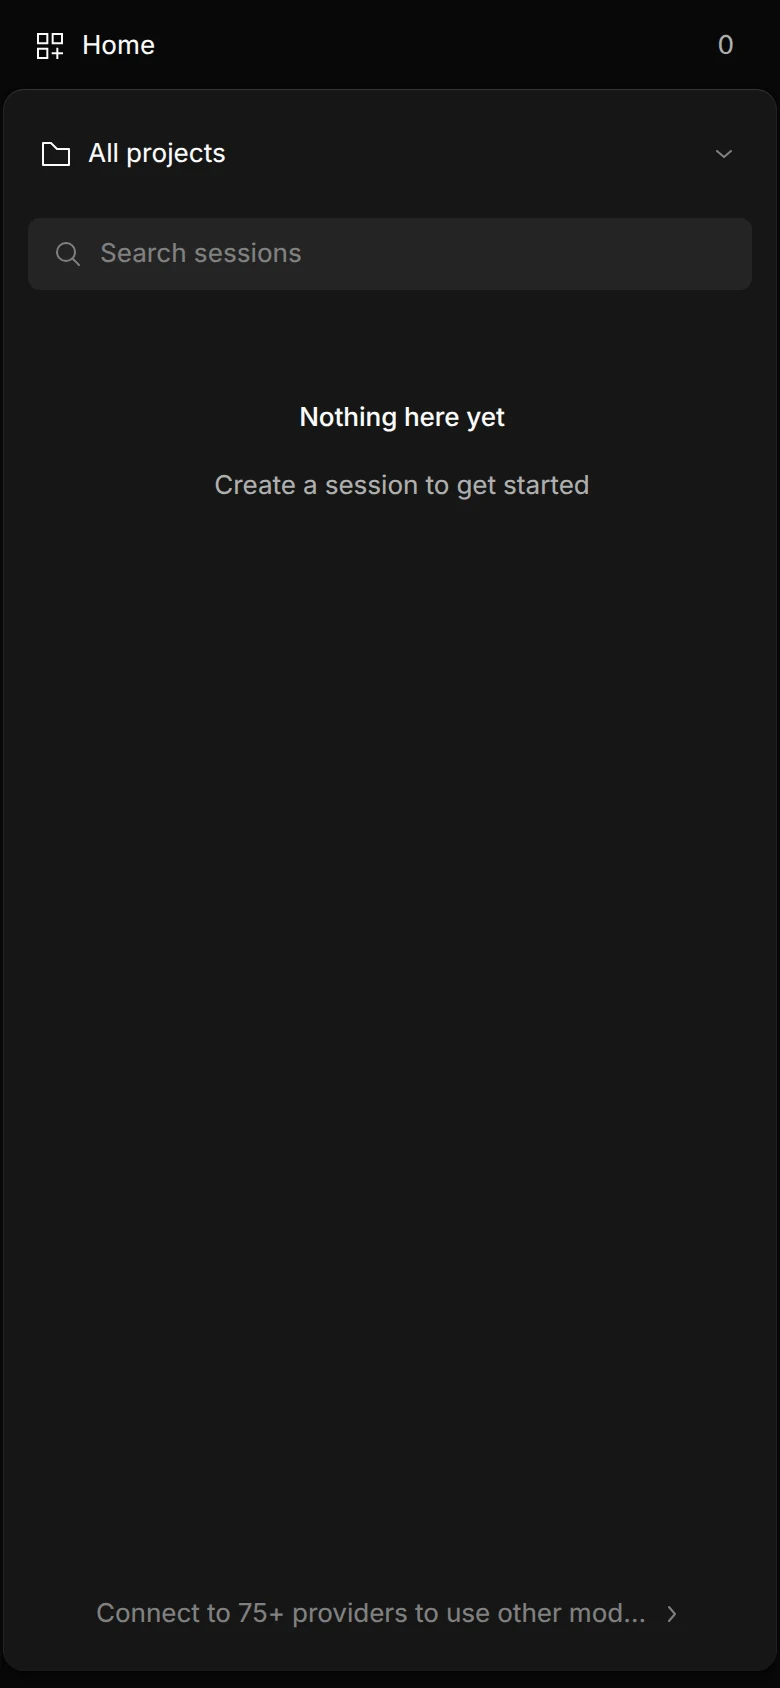 Home
0
All projects
Search sessions
Nothing here yet
Create a session to get started
Connect to 75+ providers to use other mod...